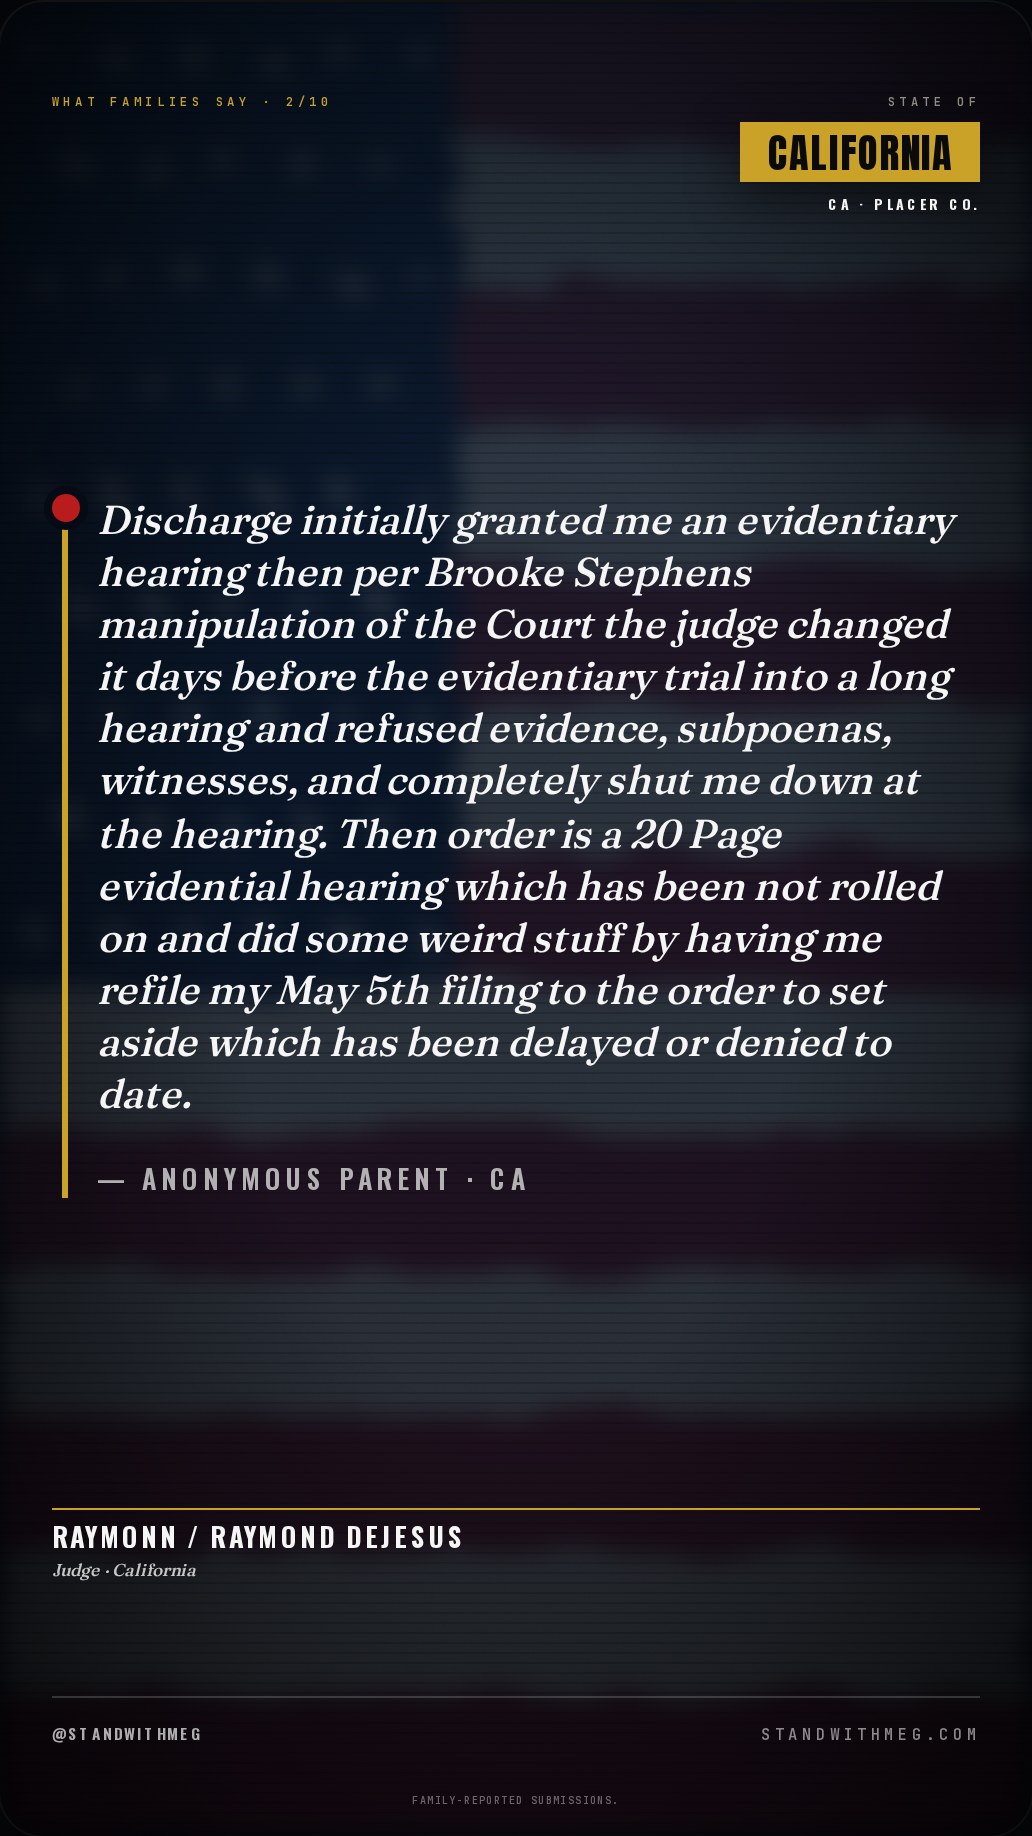 WHAT FAMILIES SAY · 2/10
STATE OF
CALIFORNIA
CA · PLACER CO.
Discharge initially granted me an evidentiary
hearing then per Brooke Stephens
manipulation of the Court the judge changed
it days before the evidentiary trial into a long
hearing and refused evidence, subpoenas,
witnesses, and completely shut me down at
the hearing. Then order is a 20 Page
evidential hearing which has been not rolled
on and did some weird stuff by having me
refile my May 5th filing to the order to set
aside which has been delayed or denied to
date.
— ANONYMOUS PARENT · CA
RAYMONN / RAYMOND DEJESUS
Judge · California
@STANDWITHMEG
STANDWITHMEG.COM
FAMILY-REPORTED SUBMISSIONS.